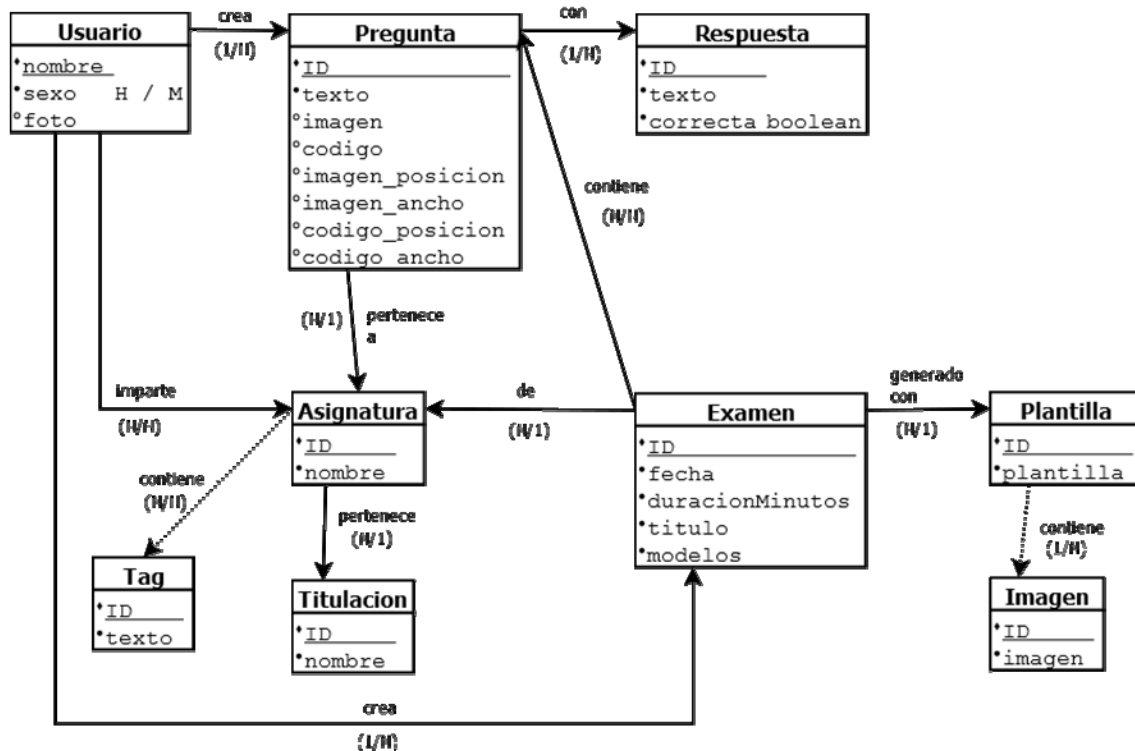 Usuario
nombre
sexo H / M
foto
crea
(1/N)
Pregunta
ID
texto
imagen
codigo
imagen_posicion
imagen_ancho
codigo_posicion
codigo_ancho
con
(1/N)
Respuesta
ID
texto
correcta boolean
contiene
(N/N)
(N/1)
pertenece
a
imparte
(N/N)
Asignatura
ID
nombre
de
(N/1)
Examen
ID
fecha
duracionMinutos
titulo
modelos
generado
con
(N/1)
Plantilla
ID
plantilla
contiene
(N/N)
pertenece
(N/1)
contiene
(1/N)
Tag
ID
texto
Titulacion
ID
nombre
Imagen
ID
imagen
crea
(1/N)